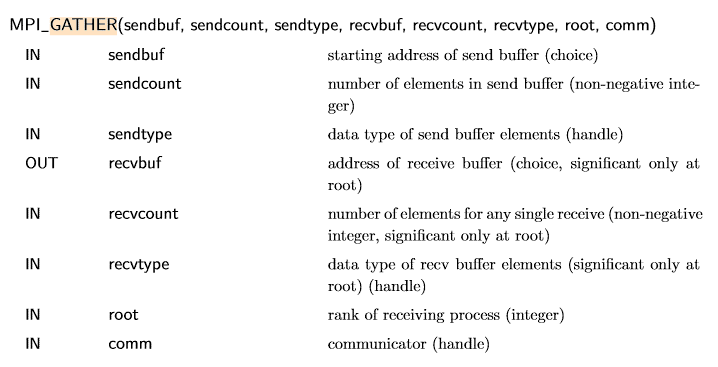 MPI_GATHER(sendbuf, sendcount, sendtype, recvbuf, recvcount, recvtype, root, comm)
IN sendbuf starting address of send buffer (choice)
IN sendcount number of elements in send buffer (non-negative inte-
ger)
IN sendtype data type of send buffer elements (handle)
OUT recvbuf address of receive buffer (choice, significant only at
root)
IN recvcount number of elements for any single receive (non-negative
integer, significant only at root)
IN recvtype data type of recv buffer elements (significant only at
root) (handle)
IN root rank of receiving process (integer)
IN comm communicator (handle)